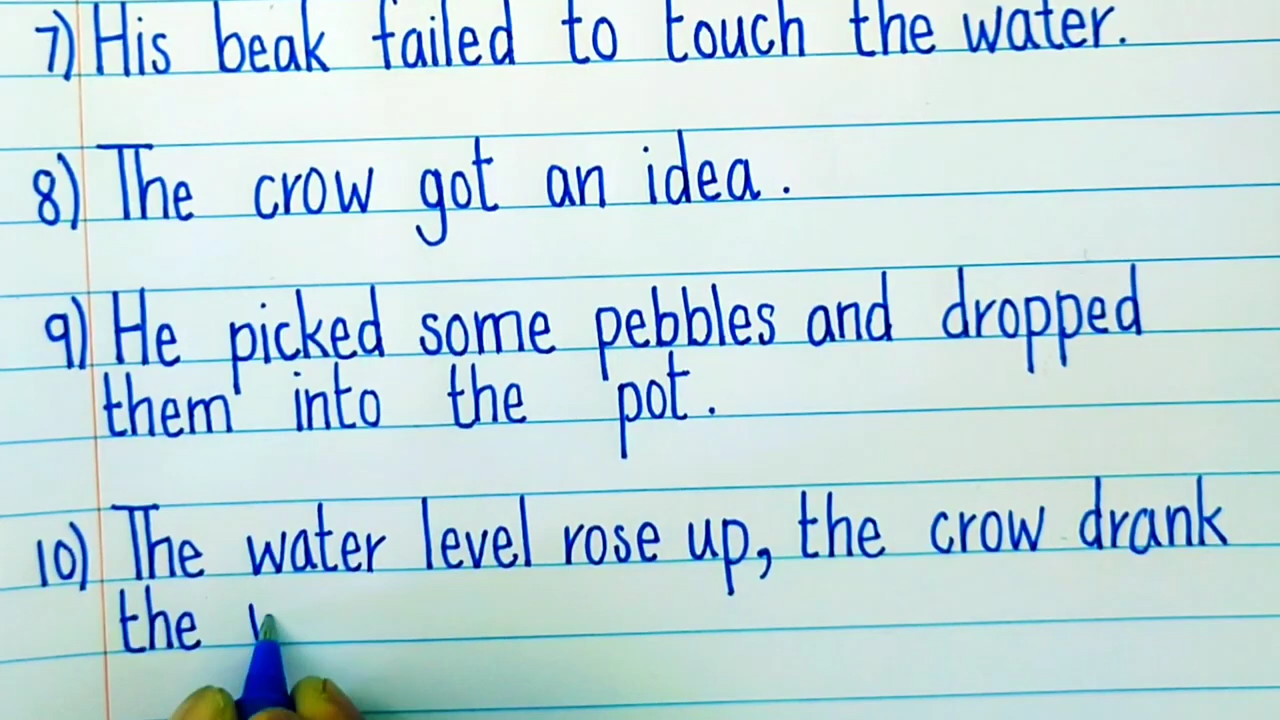 7) His beak failed to touch the water.
8) The crow got an idea.
9) He picked some pebbles and dropped
them into the pot.
10) The water level rose up, the crow drank
the